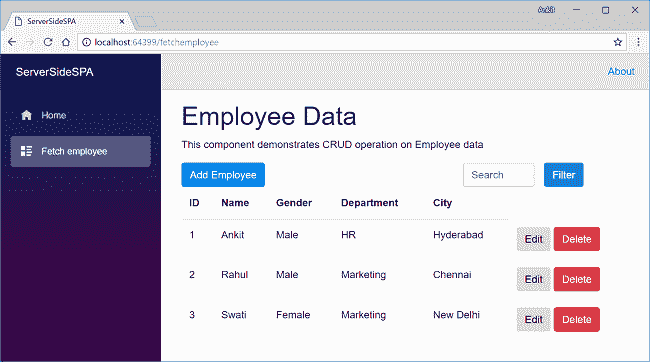 Ankit
ServerSideSPA
localhost:64399/fetchemployee
ServerSideSPA
About
Home
Fetch employee
Employee Data
This component demonstrates CRUD operation on Employee data
Add Employee Search Filter
ID Name Gender Department City
1 Ankit Male HR Hyderabad Edit Delete
2 Rahul Male Marketing Chennai Edit Delete
3 Swati Female Marketing New Delhi Edit Delete